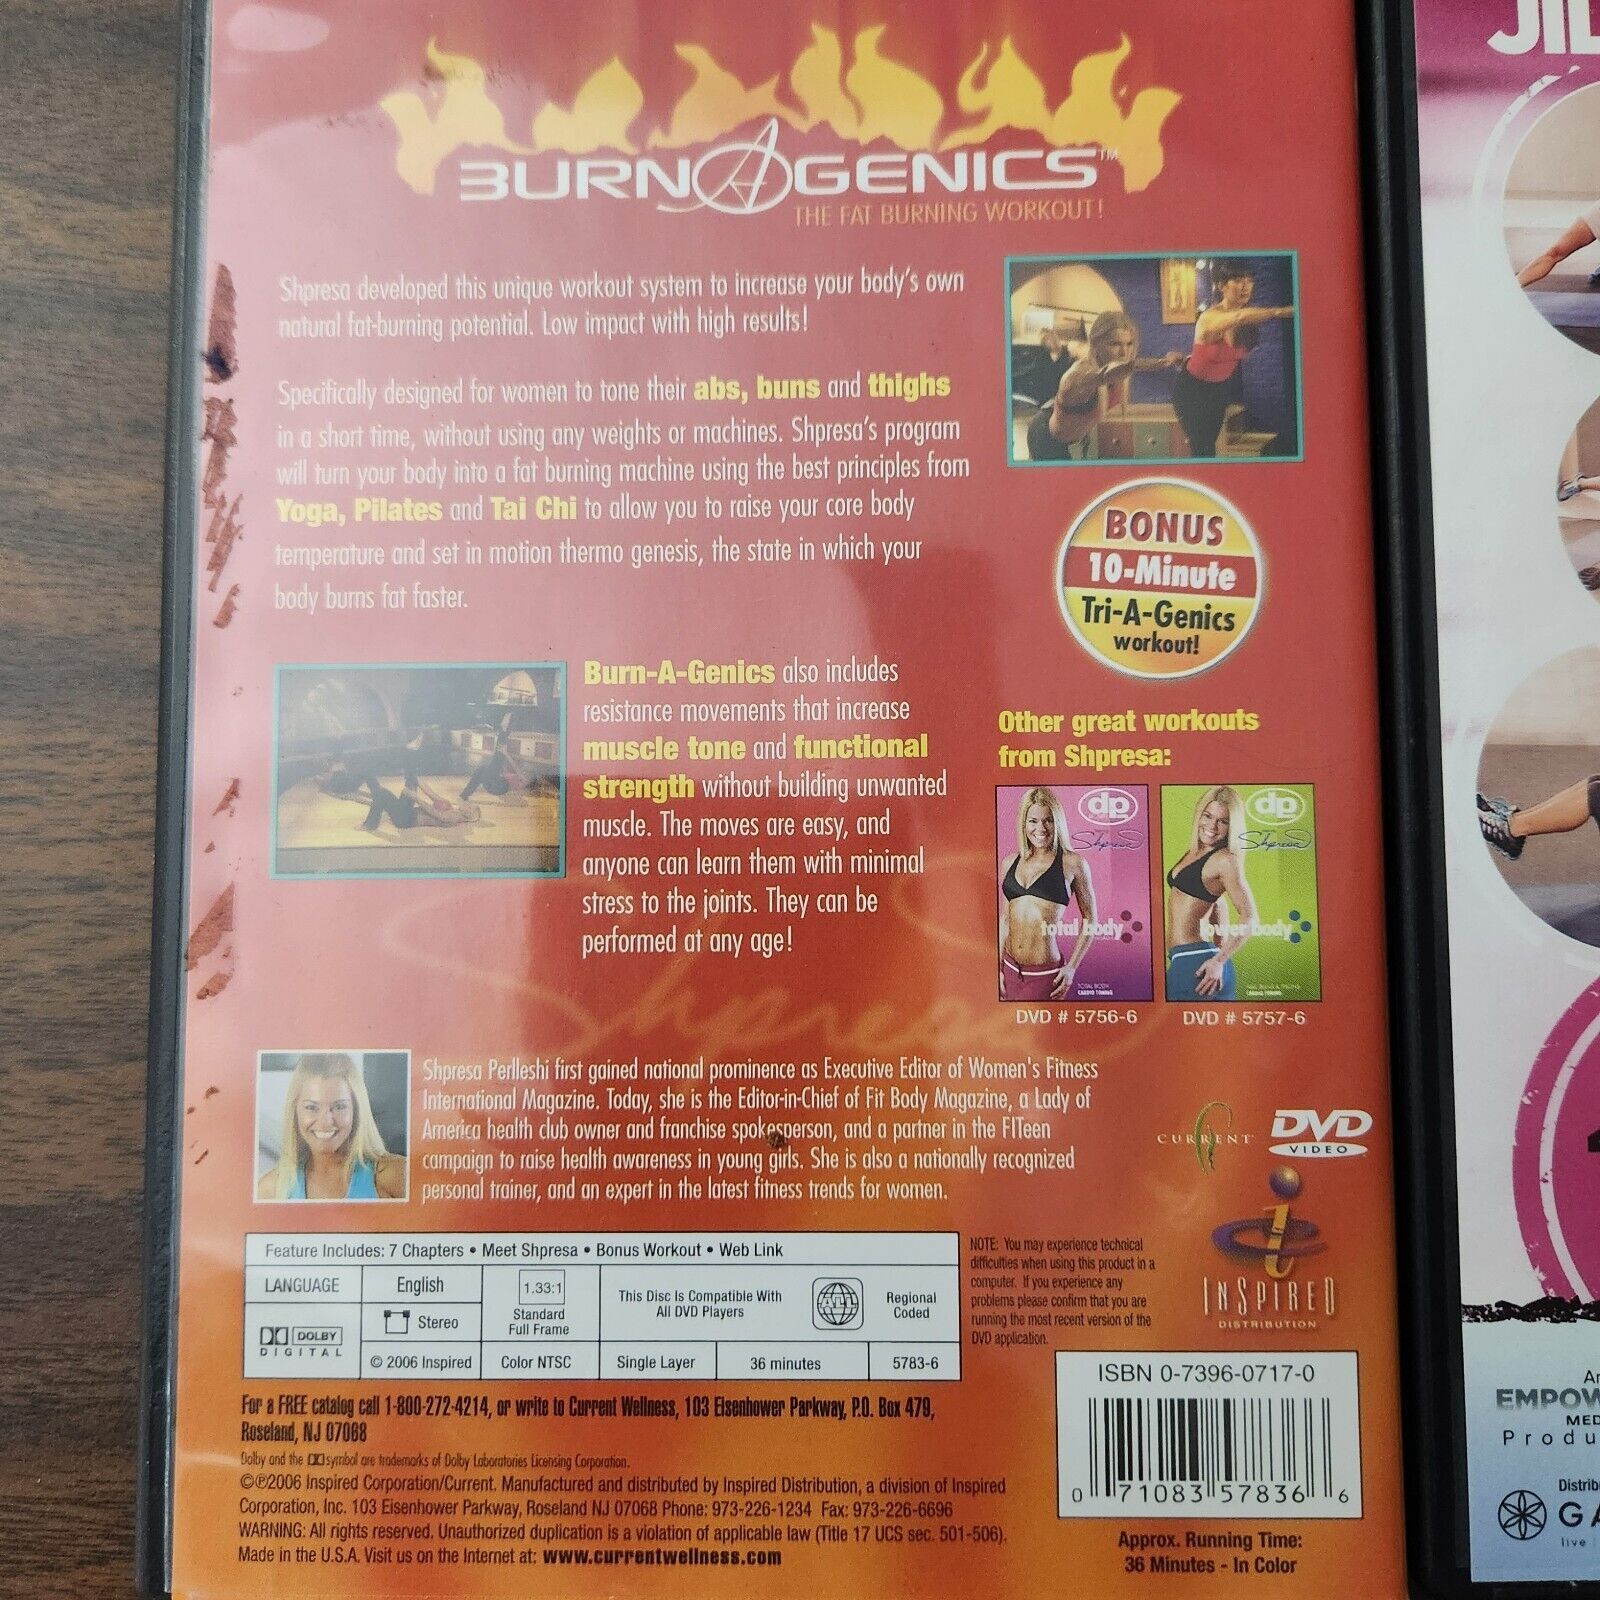 BURNAGENICS™
THE FAT BURNING WORKOUT!
Shpresa developed this unique workout system to increase your body's own
natural fat-burning potential. Low impact with high results!
Specifically designed for women to tone their abs, buns and thighs
in a short time, without using any weights or machines. Shpresa's program
will turn your body into a fat burning machine using the best principles from
Yoga, Pilates and Tai Chi to allow you to raise your core body
temperature and set in motion thermo genesis, the state in which your
body burns fat faster.
BONUS
10-Minute
Tri-A-Genics
workout!
Burn-A-Genics also includes
resistance movements that increase
muscle tone and functional
strength without building unwanted
muscle. The moves are easy, and
anyone can learn them with minimal
stress to the joints. They can be
performed at any age!
Other great workouts
from Shpresa:
dp
Shpresa
total body
TOTAL BODY
CARDIO TONING
DVD # 5756-6
dp
Shpresa
lower body
CARDIO TONING
DVD # 5757-6
Shpresa
Shpresa Perlleshi first gained national prominence as Executive Editor of Women's Fitness
International Magazine. Today, she is the Editor-in-Chief of Fit Body Magazine, a Lady of
America health club owner and franchise spokesperson, and a partner in the FITeen
campaign to raise health awareness in young girls. She is also a nationally recognized
personal trainer, and an expert in the latest fitness trends for women.
CURRENT
DVD
VIDEO
INSPIRED
DISTRIBUTION
Feature Includes: 7 Chapters • Meet Shpresa • Bonus Workout • Web Link
LANGUAGE
English
1.33:1
Standard
Full Frame
This Disc Is Compatible With
All DVD Players
ALL
Regional
Coded
DOLBY
DIGITAL
Stereo
© 2006 Inspired
Color NTSC
Single Layer
36 minutes
5783-6
NOTE: You may experience technical
difficulties when using this product in a
computer. If you experience any
problems please confirm that you are
running the most recent version of the
DVD application.
For a FREE catalog call 1-800-272-4214, or write to Current Wellness, 103 Eisenhower Parkway, P.O. Box 479,
Roseland, NJ 07068
Dolby and the symbol are trademarks of Dolby Laboratories Licensing Corporation.
©℗2006 Inspired Corporation/Current. Manufactured and distributed by Inspired Distribution, a division of Inspired
Corporation, Inc. 103 Eisenhower Parkway, Roseland NJ 07068 Phone: 973-226-1234 Fax: 973-226-6696
WARNING: All rights reserved. Unauthorized duplication is a violation of applicable law (Title 17 UCS sec. 501-506).
Made in the U.S.A. Visit us on the Internet at: www.currentwellness.com
ISBN 0-7396-0717-0
0 71083 57836 6
Approx. Running Time:
36 Minutes - In Color
JIL
EMPOW
MED
Produ
Distrib
GA
live